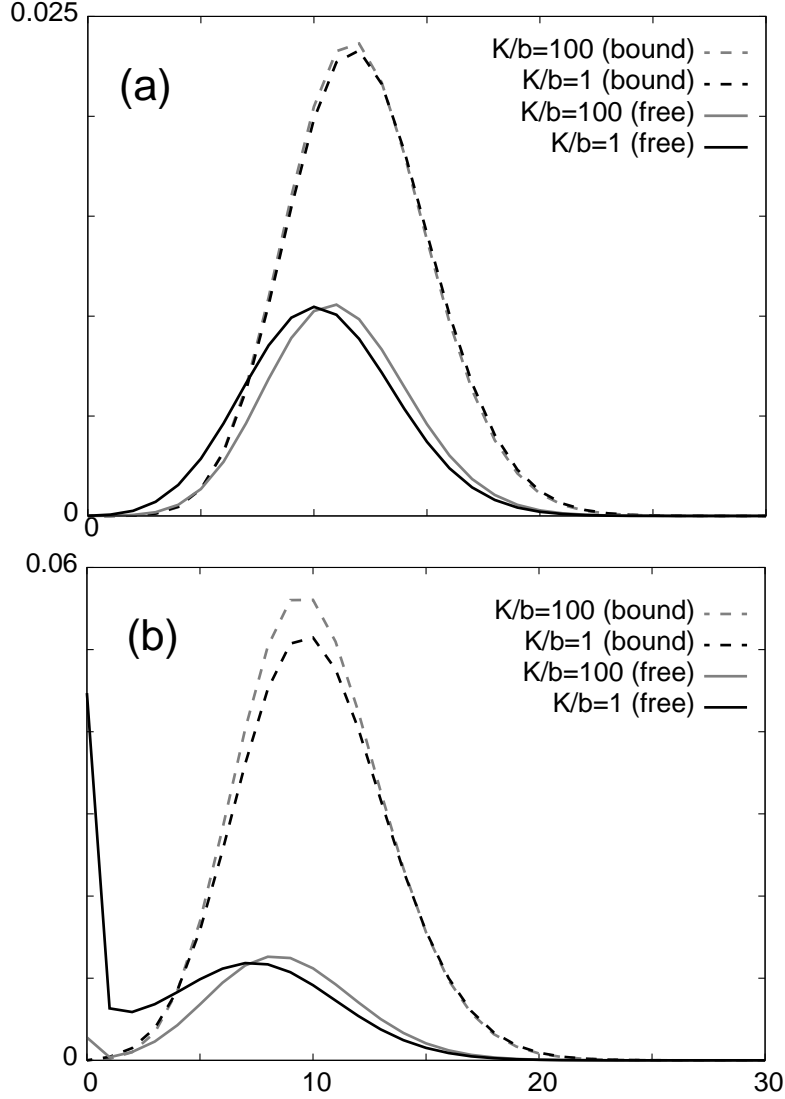 0.025
(a)
K/b=100 (bound)
K/b=1 (bound)
K/b=100 (free)
K/b=1 (free)
0
0
0.06
(b)
K/b=100 (bound)
K/b=1 (bound)
K/b=100 (free)
K/b=1 (free)
0
0 10 20 30